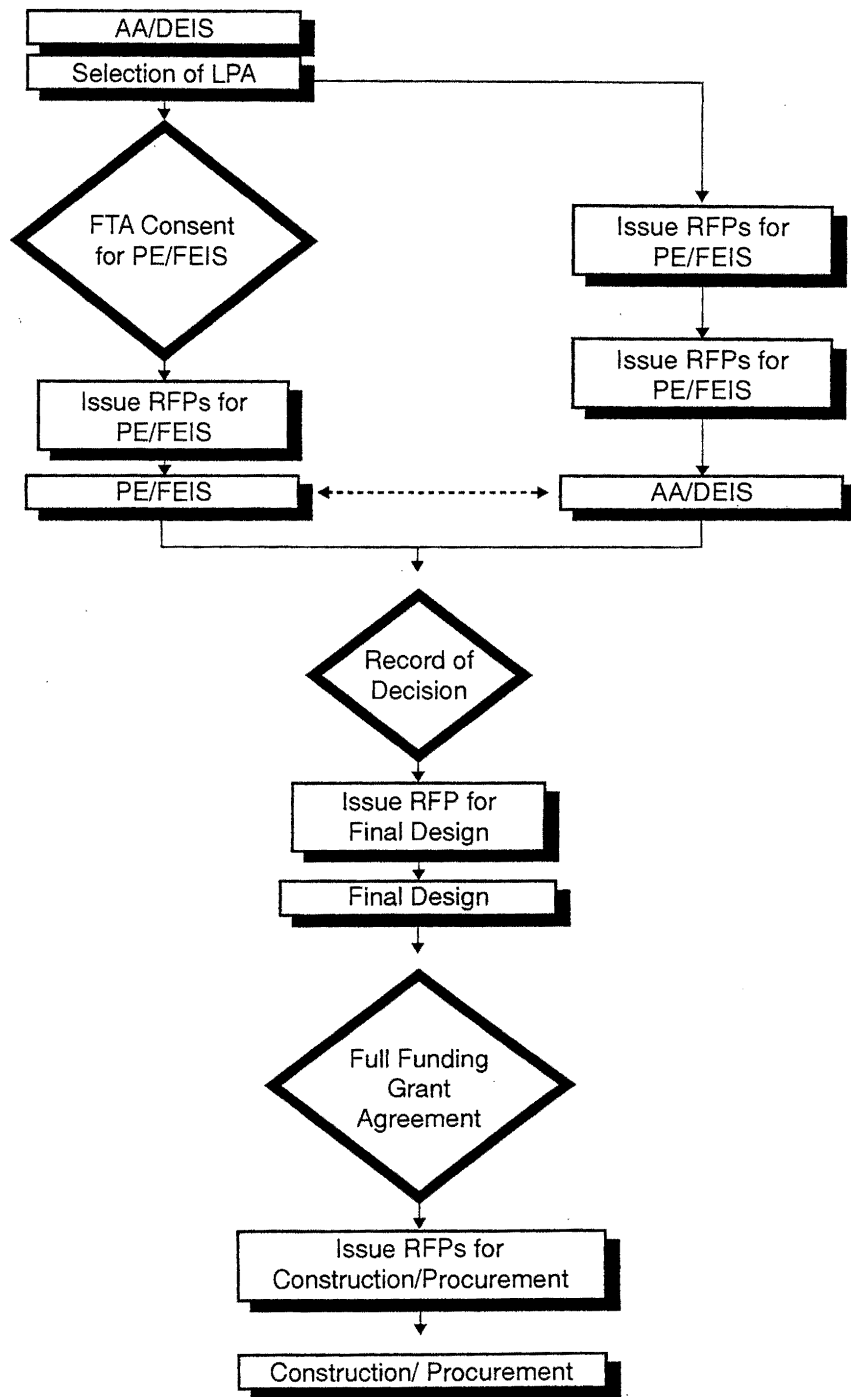 AA/DEIS
Selection of LPA
FTA Consent
for PE/FEIS
Issue RFPs for
PE/FEIS
PE/FEIS
Issue RFPs for
PE/FEIS
Issue RFPs for
PE/FEIS
AA/DEIS
Record of
Decision
Issue RFP for
Final Design
Final Design
Full Funding
Grant
Agreement
Issue RFPs for
Construction/Procurement
Construction/ Procurement